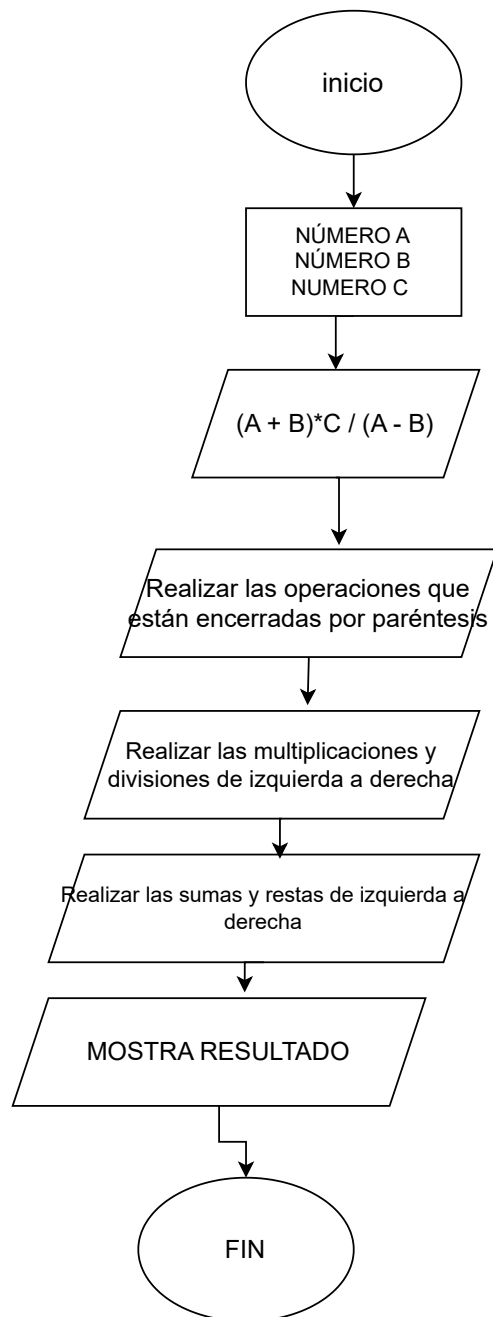 inicio
NÚMERO A
NÚMERO B
NUMERO C
(A + B)*C / (A - B)
Realizar las operaciones que
están encerradas por paréntesis
Realizar las multiplicaciones y
divisiones de izquierda a derecha
Realizar las sumas y restas de izquierda a
derecha
MOSTRA RESULTADO
FIN